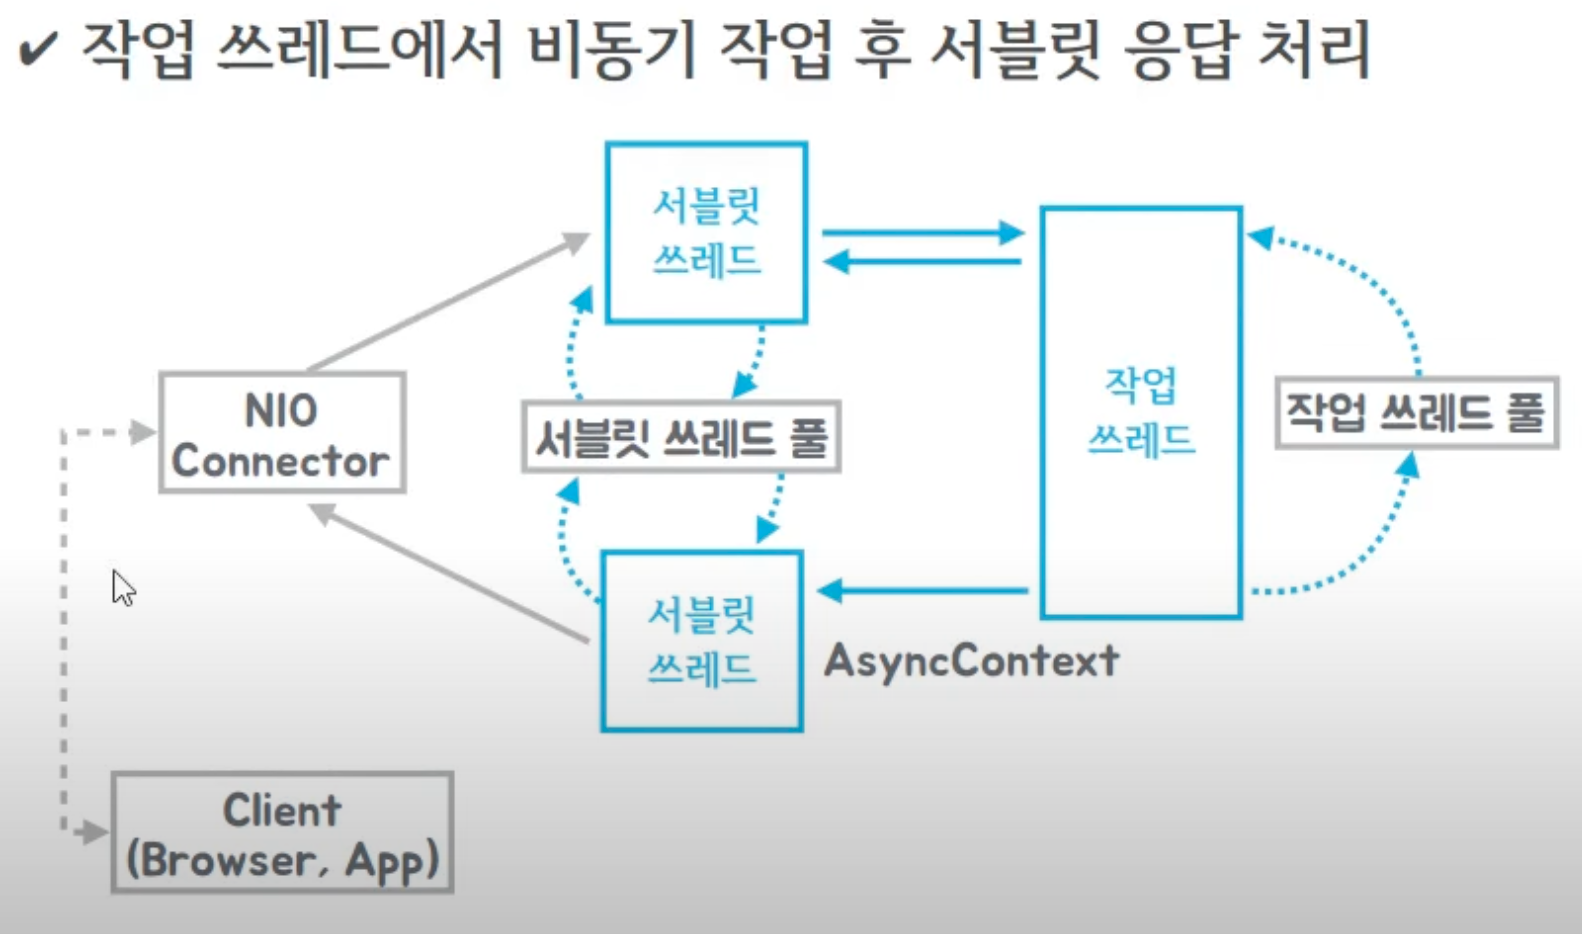 ✔ 작업 쓰레드에서 비동기 작업 후 서블릿 응답 처리
서블릿
쓰레드
NIO
Connector
서블릿 쓰레드 풀
작업
쓰레드
작업 쓰레드 풀
서블릿
쓰레드
AsyncContext
Client
(Browser, App)